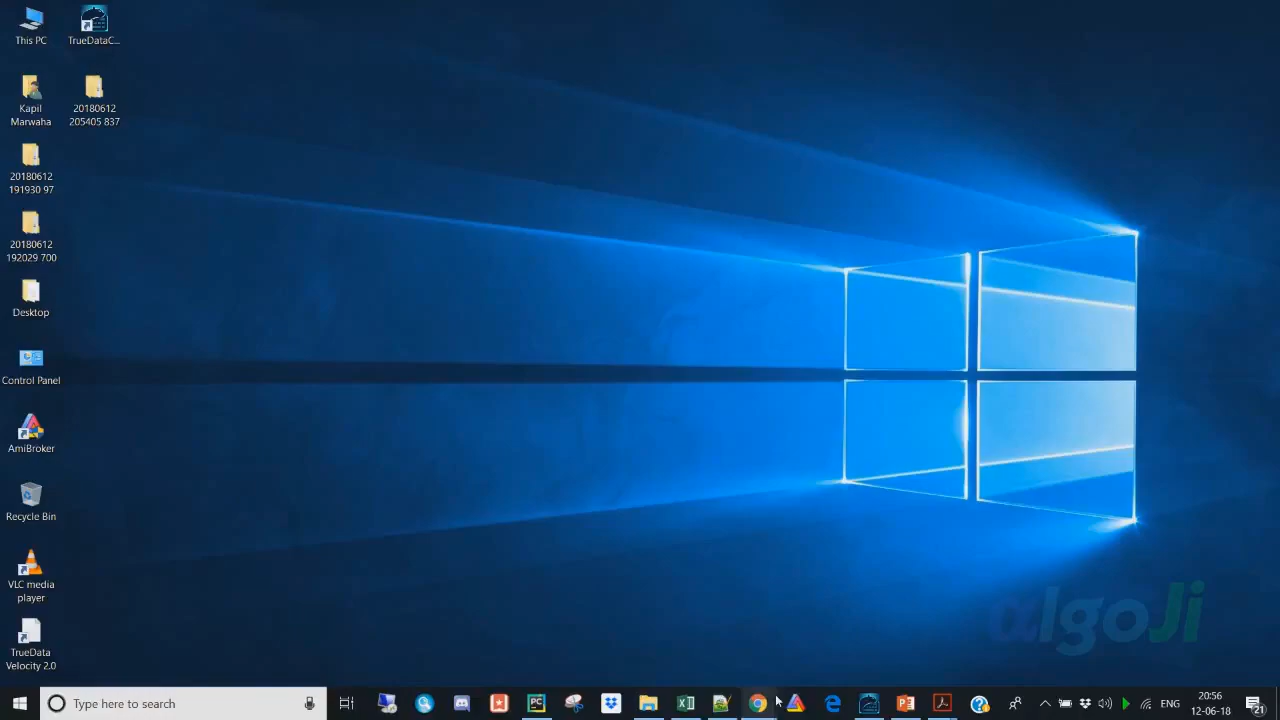 This PC
TrueDataC...
Kapil
Marwaha
20180612
205405 837
20180612
191930 97
20180612
192029 700
Desktop
Control Panel
AmiBroker
Recycle Bin
VLC media
player
TrueData
Velocity 2.0
algoJi
Type here to search
PC
ENG
20:56
12-06-18
21